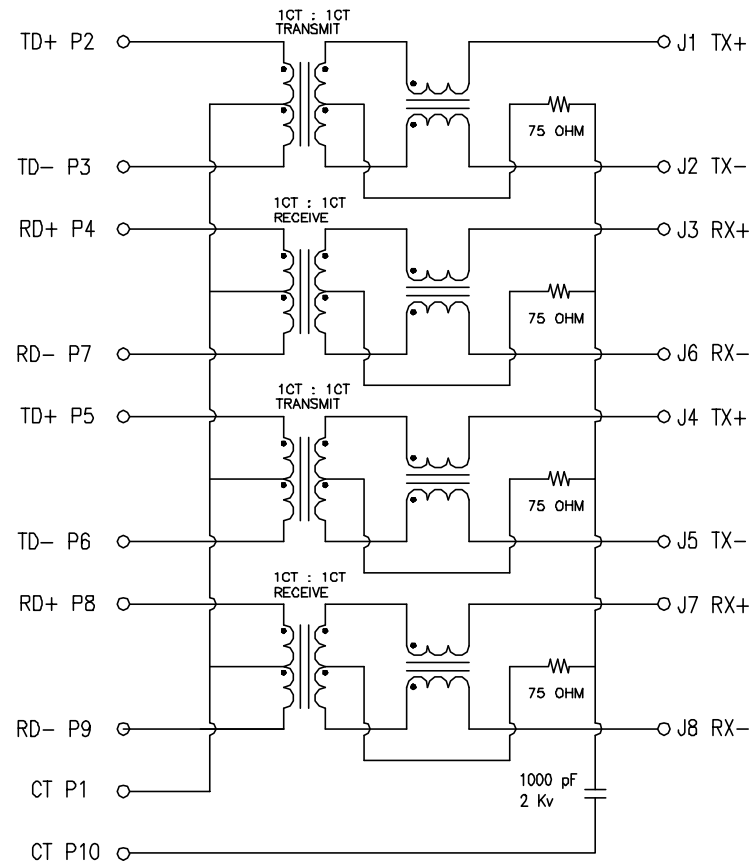 1CT : 1CT
TRANSMIT
TD+ P2
J1 TX+
75 OHM
TD- P3
J2 TX-
1CT : 1CT
RECEIVE
RD+ P4
J3 RX+
75 OHM
RD- P7
J6 RX-
1CT : 1CT
TRANSMIT
TD+ P5
J4 TX+
75 OHM
TD- P6
J5 TX-
1CT : 1CT
RECEIVE
RD+ P8
J7 RX+
75 OHM
RD- P9
J8 RX-
CT P1
1000 pF
2 Kv
CT P10